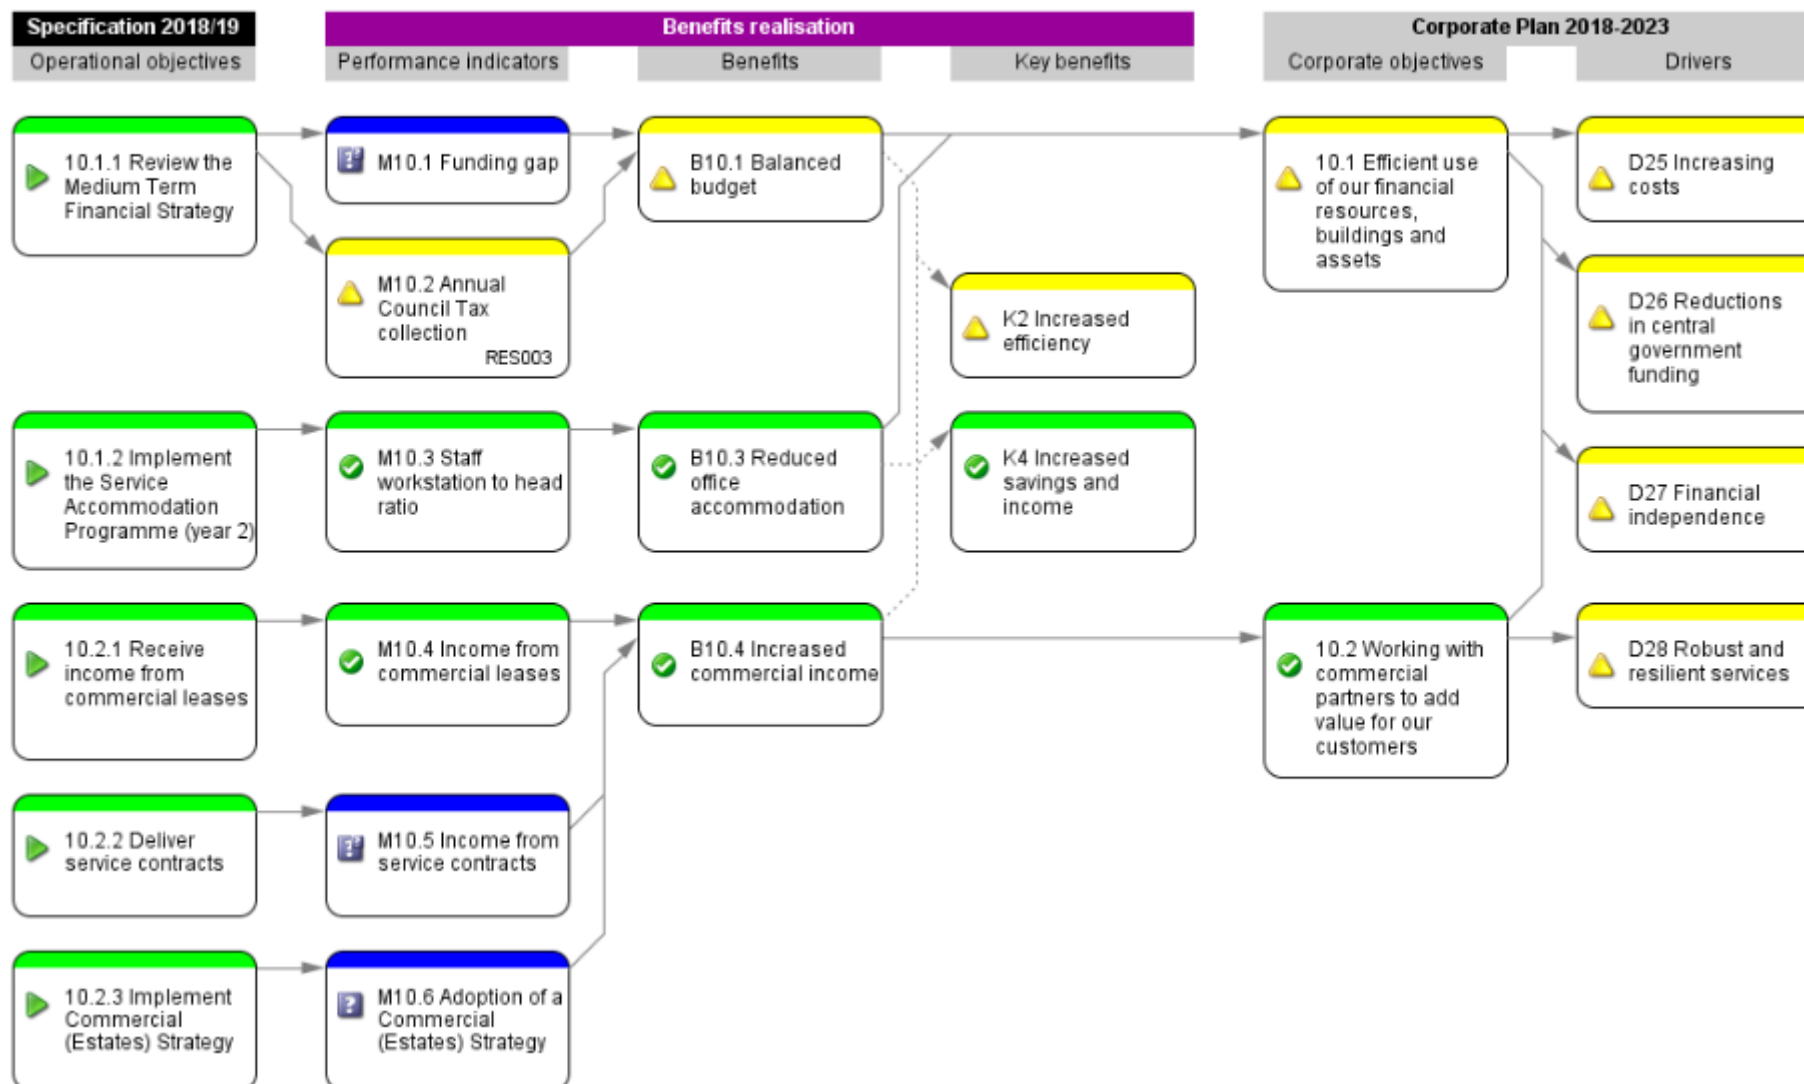 Specification 2018/19
Benefits realisation
Corporate Plan 2018-2023
Operational objectives
Performance indicators
Benefits
Key benefits
Corporate objectives
Drivers
10.1.1 Review the
Medium Term
Financial Strategy
M10.1 Funding gap
M10.2 Annual
Council Tax
collection
RES003
B10.1 Balanced
budget
K2 Increased
efficiency
10.1 Efficient use
of our financial
resources,
buildings and
assets
D25 Increasing
costs
D26 Reductions
in central
government
funding
10.1.2 Implement
the Service
Accommodation
Programme (year 2)
M10.3 Staff
workstation to head
ratio
B10.3 Reduced
office
accommodation
K4 Increased
savings and
income
D27 Financial
independence
10.2.1 Receive
income from
commercial leases
M10.4 Income from
commercial leases
B10.4 Increased
commercial income
10.2 Working with
commercial
partners to add
value for our
customers
D28 Robust and
resilient services
10.2.2 Deliver
service contracts
M10.5 Income from
service contracts
10.2.3 Implement
Commercial
(Estates) Strategy
M10.6 Adoption of a
Commercial
(Estates) Strategy